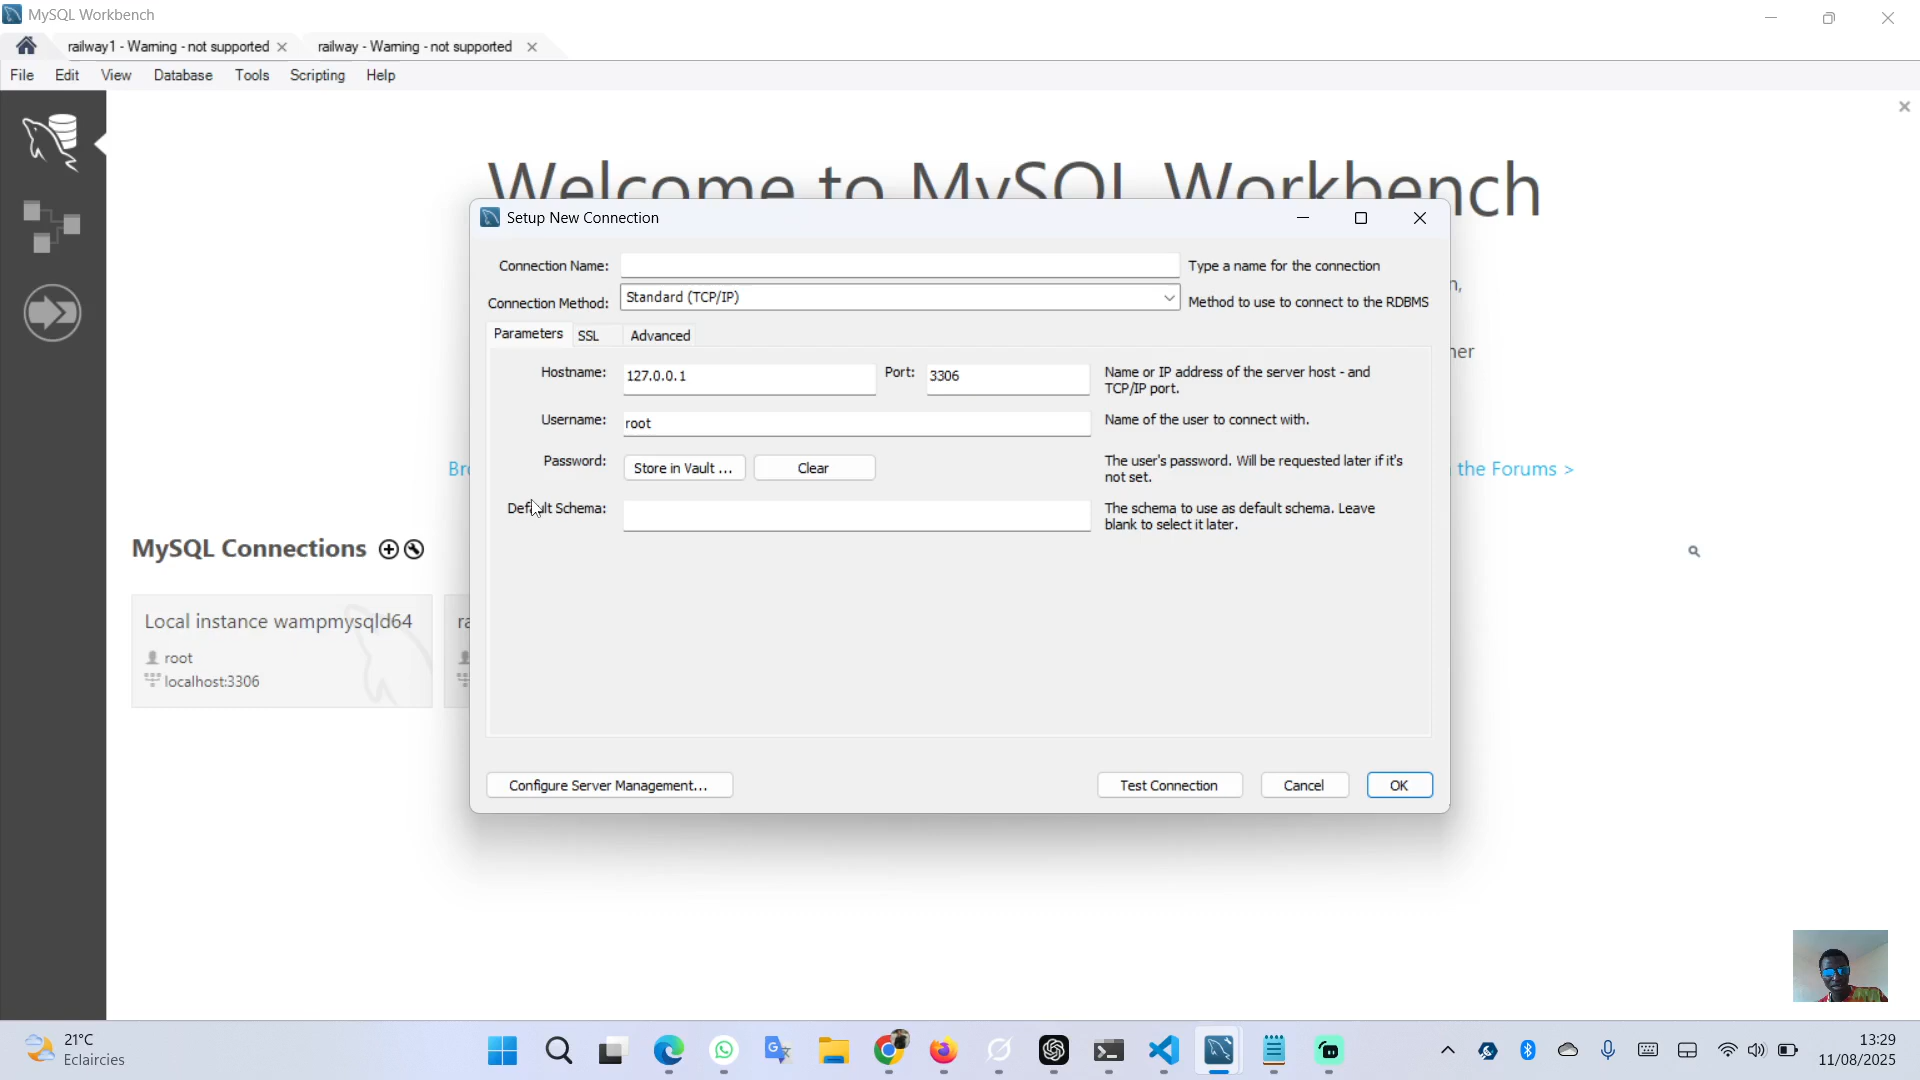 MySQL Workbench
railway1 - Warning - not supported
railway - Warning - not supported
File Edit View Database Tools Scripting Help
Welcome to MySQL Workbench
Setup New Connection
Connection Name:
Type a name for the connection
Connection Method:
Standard (TCP/IP)
Method to use to connect to the RDBMS
Parameters SSL Advanced
Hostname:
127.0.0.1
Port:
3306
Name or IP address of the server host - and
TCP/IP port.
Username:
root
Name of the user to connect with.
Password:
Store in Vault ...
Clear
The user's password. Will be requested later if it's
not set.
Default Schema:
The schema to use as default schema. Leave
blank to select it later.
the Forums >
MySQL Connections
Local instance wampmysqld64
root
localhost:3306
Configure Server Management...
Test Connection
Cancel
OK
21°C
Eclaircies
13:29
11/08/2025